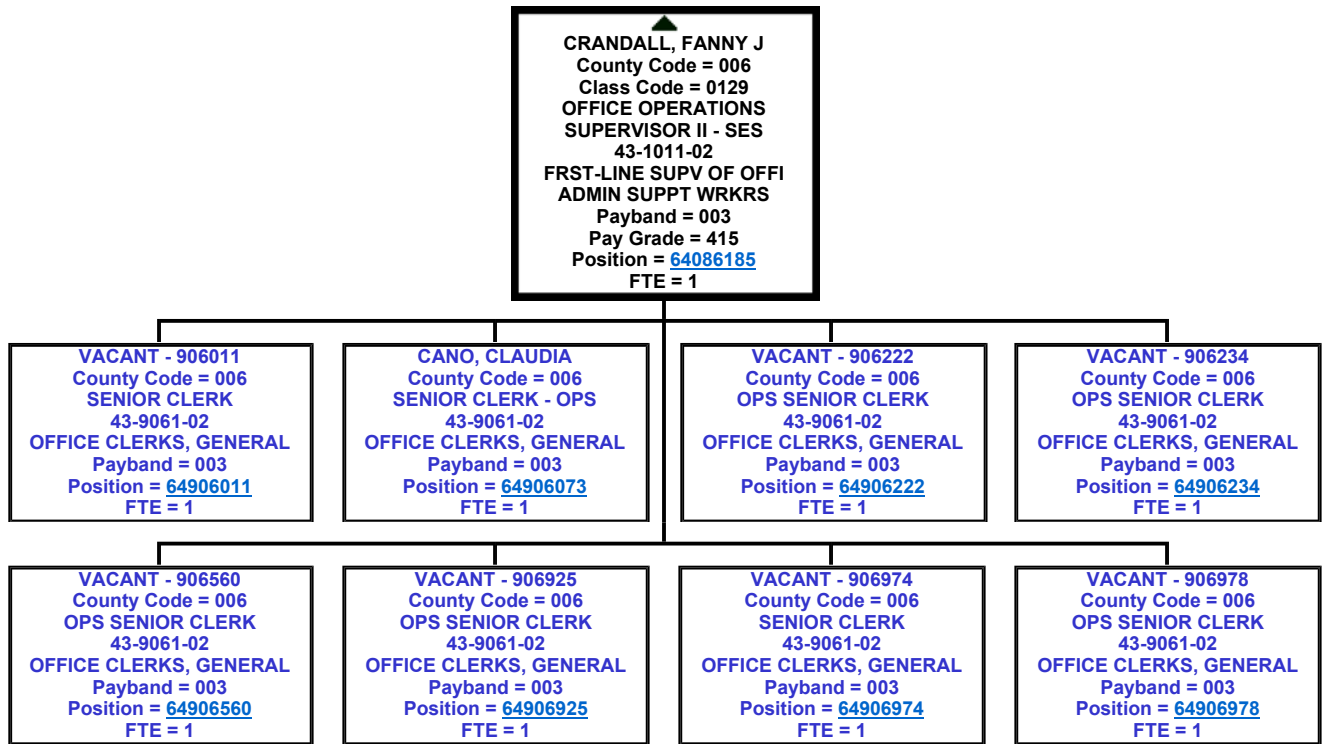 CRANDALL, FANNY J
County Code = 006
Class Code = 0129
OFFICE OPERATIONS
SUPERVISOR II - SES
43-1011-02
FRST-LINE SUPV OF OFFI
ADMIN SUPPT WRKRS
Payband = 003
Pay Grade = 415
Position = 64086185
FTE = 1
VACANT - 906011
County Code = 006
SENIOR CLERK
43-9061-02
OFFICE CLERKS, GENERAL
Payband = 003
Position = 64906011
FTE = 1
CANO, CLAUDIA
County Code = 006
SENIOR CLERK - OPS
43-9061-02
OFFICE CLERKS, GENERAL
Payband = 003
Position = 64906073
FTE = 1
VACANT - 906222
County Code = 006
OPS SENIOR CLERK
43-9061-02
OFFICE CLERKS, GENERAL
Payband = 003
Position = 64906222
FTE = 1
VACANT - 906234
County Code = 006
OPS SENIOR CLERK
43-9061-02
OFFICE CLERKS, GENERAL
Payband = 003
Position = 64906234
FTE = 1
VACANT - 906560
County Code = 006
OPS SENIOR CLERK
43-9061-02
OFFICE CLERKS, GENERAL
Payband = 003
Position = 64906560
FTE = 1
VACANT - 906925
County Code = 006
OPS SENIOR CLERK
43-9061-02
OFFICE CLERKS, GENERAL
Payband = 003
Position = 64906925
FTE = 1
VACANT - 906974
County Code = 006
SENIOR CLERK
43-9061-02
OFFICE CLERKS, GENERAL
Payband = 003
Position = 64906974
FTE = 1
VACANT - 906978
County Code = 006
OPS SENIOR CLERK
43-9061-02
OFFICE CLERKS, GENERAL
Payband = 003
Position = 64906978
FTE = 1